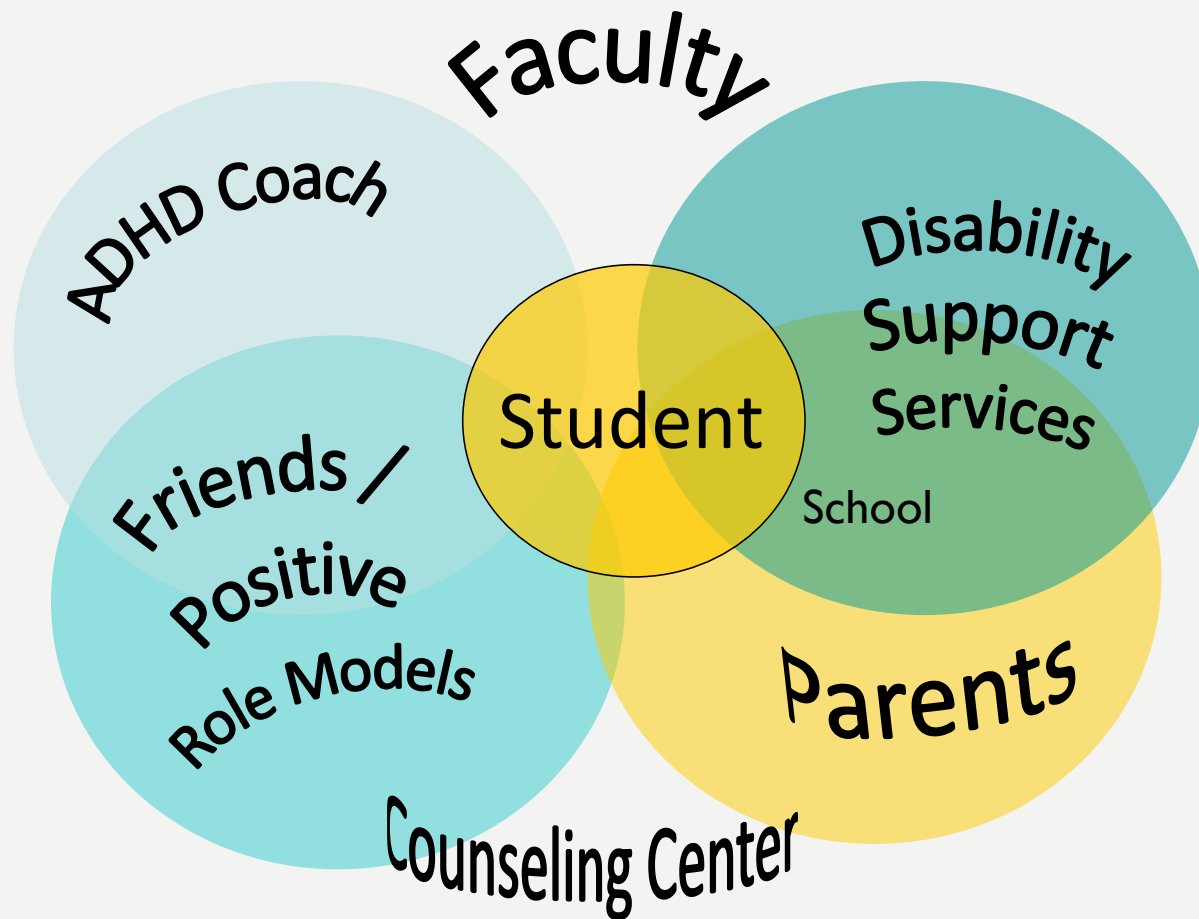 Faculty
ADHD Coach
Disability
Support
Services
Student
School
Friends /
Positive
Role Models
Parents
Counseling Center